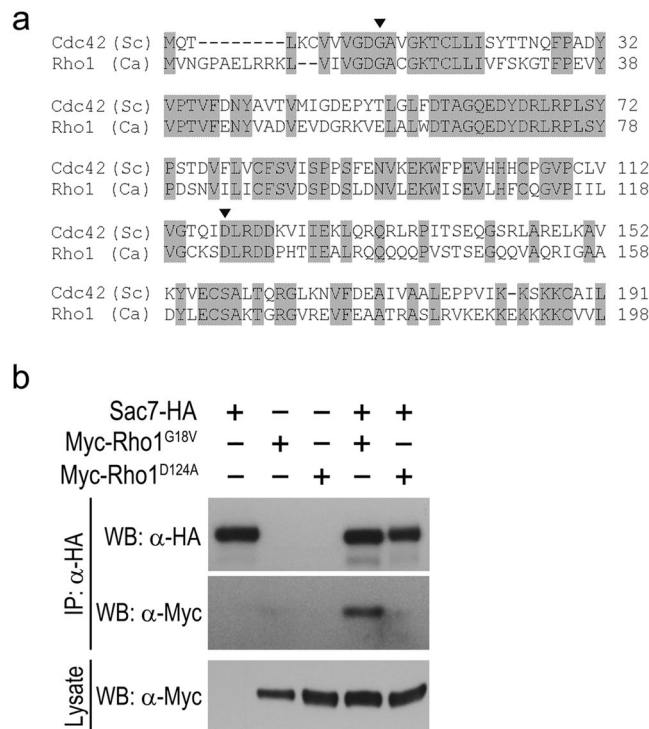 a
Cdc42 (Sc) MQT--------LKCVVVGDGAVGKTCLLISYTTNQFPADY 32
Rho1 (Ca) MVNGPAELRRKL--VIVGDGACGKTCLLIVFSKGTFPEVY 38
Cdc42 (Sc) VPTVFDNYAVTVMIGDEPYTLGLFDTAGQEDYDRLRPLSY 72
Rho1 (Ca) VPTVFENYVADVEVDGRKVELALWDTAGQEDYDRLRPLSY 78
Cdc42 (Sc) PSTDVFLVCFSVISPPSFENVKEKWFPEVHHHCPGVPCLV 112
Rho1 (Ca) PDSNVILICFSVDSPDSLDNVLEKWISEVLHFCQGVPIIL 118
Cdc42 (Sc) VGTQIDLRDDKVIIEKLQRQRLRPITSEQGSRLARELKAV 152
Rho1 (Ca) VGCKSDLRDDPHTIEALRQQQQQPVSTSEGQQVAQRIGAA 158
Cdc42 (Sc) KYVECSALTQRGLKNVFDEAIVAALEPPVIK-KSKKCAIL 191
Rho1 (Ca) DYLECSAKTGRGVREVFEAATRASLRVKEKKEKKKKCVVL 198
b
Sac7-HA + − − + +
Myc-Rho1G18V − + − + −
Myc-Rho1D124A − − + − +
IP: α-HA
WB: α-HA
WB: α-Myc
Lysate
WB: α-Myc